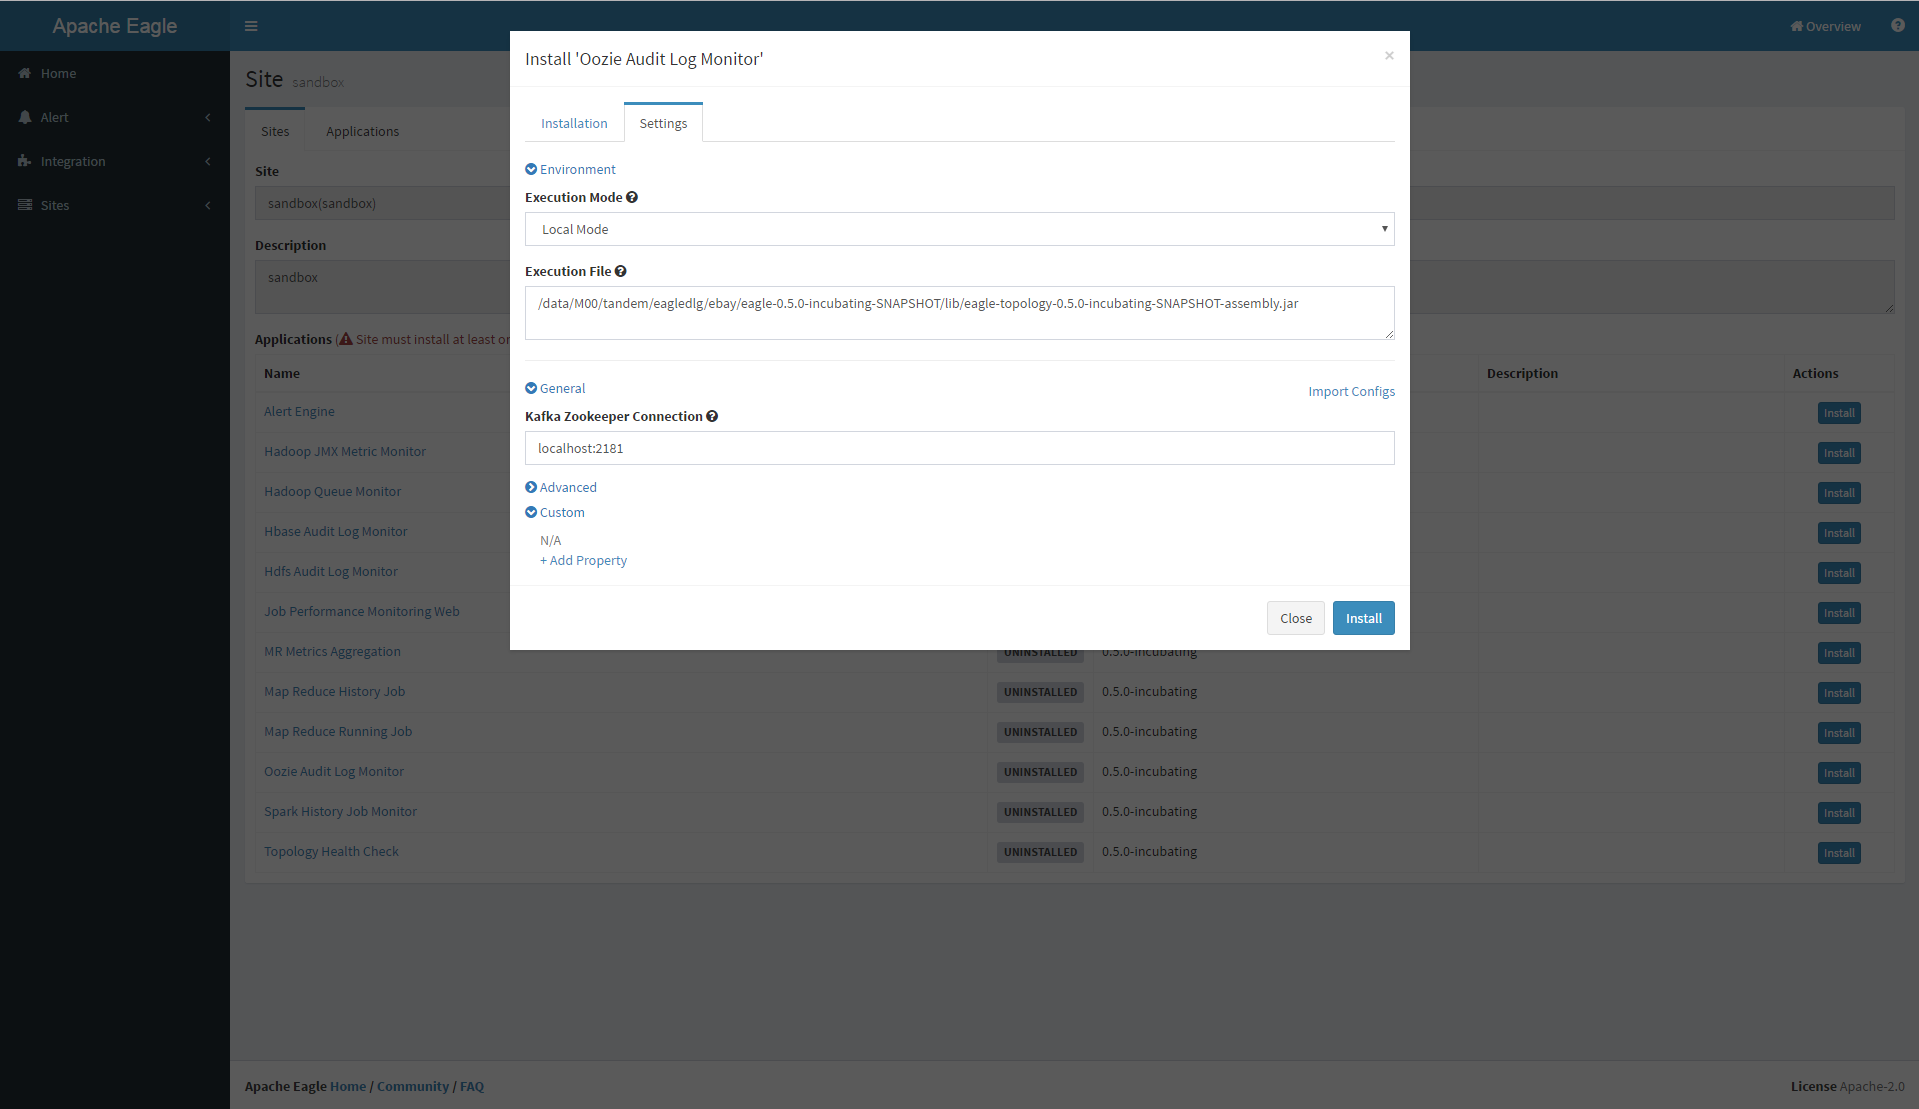 Apache Eagle
Overview
Home
Alert
Integration
Sites
Site sandbox
Sites Applications
Site
sandbox(sandbox)
Description
sandbox
Applications ( Site must install at least
Name Description Actions
Alert Engine Install
Hadoop JMX Metric Monitor Install
Hadoop Queue Monitor Install
Hbase Audit Log Monitor Install
Hdfs Audit Log Monitor Install
Job Performance Monitoring Web Install
MR Metrics Aggregation UNINSTALLED 0.5.0-incubating Install
Map Reduce History Job UNINSTALLED 0.5.0-incubating Install
Map Reduce Running Job UNINSTALLED 0.5.0-incubating Install
Oozie Audit Log Monitor UNINSTALLED 0.5.0-incubating Install
Spark History Job Monitor UNINSTALLED 0.5.0-incubating Install
Topology Health Check UNINSTALLED 0.5.0-incubating Install
Install 'Oozie Audit Log Monitor' ×
Installation Settings
Environment
Execution Mode
Local Mode
Execution File
/data/M00/tandem/eagledlg/ebay/eagle-0.5.0-incubating-SNAPSHOT/lib/eagle-topology-0.5.0-incubating-SNAPSHOT-assembly.jar
General Import Configs
Kafka Zookeeper Connection
localhost:2181
Advanced
Custom
N/A
+ Add Property
Close Install
Apache Eagle Home / Community / FAQ License Apache-2.0